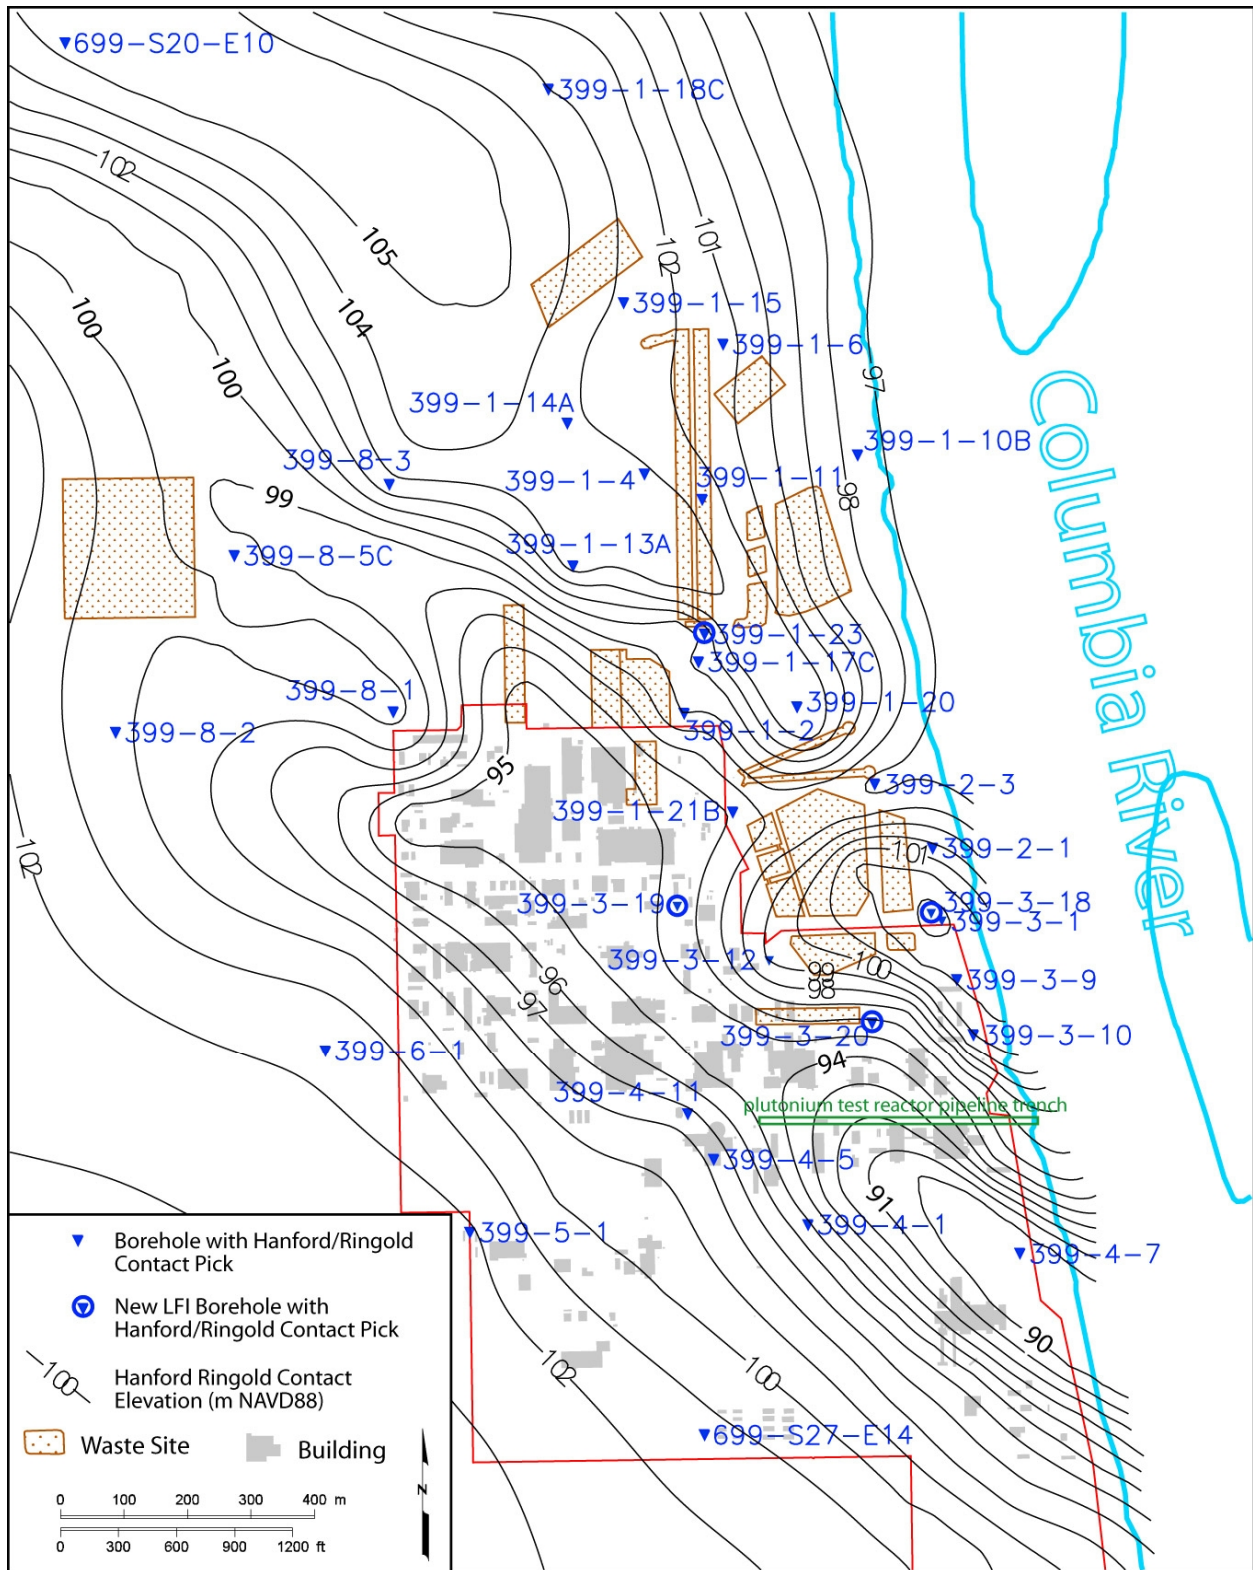 699-S20-E10
399-1-18C
102
105
101
102
399-1-15
100
104
399-1-6
100
97
399-1-14A
399-1-10B
399-8-3
399-1-4
399-1-11
99
98
399-1-13A
399-8-5C
399-1-23
399-1-17C
399-8-1
399-1-20
399-1-2
399-8-2
95
399-2-3
399-1-21B
102
101
399-2-1
399-3-18
399-3-19
399-3-1
Columbia River
399-3-12
99
100
98
96
399-3-9
97
399-3-20
399-3-10
399-6-1
94
399-4-11
plutonium test reactor pipeline trench
399-4-5
91
399-4-1
399-5-1
399-4-7
90
102
100
699-S27-E14
Borehole with Hanford/Ringold
Contact Pick
New LFI Borehole with
Hanford/Ringold Contact Pick
100
Hanford Ringold Contact
Elevation (m NAVD88)
Waste Site
Building
N
0 100 200 300 400 m
0 300 600 900 1200 ft